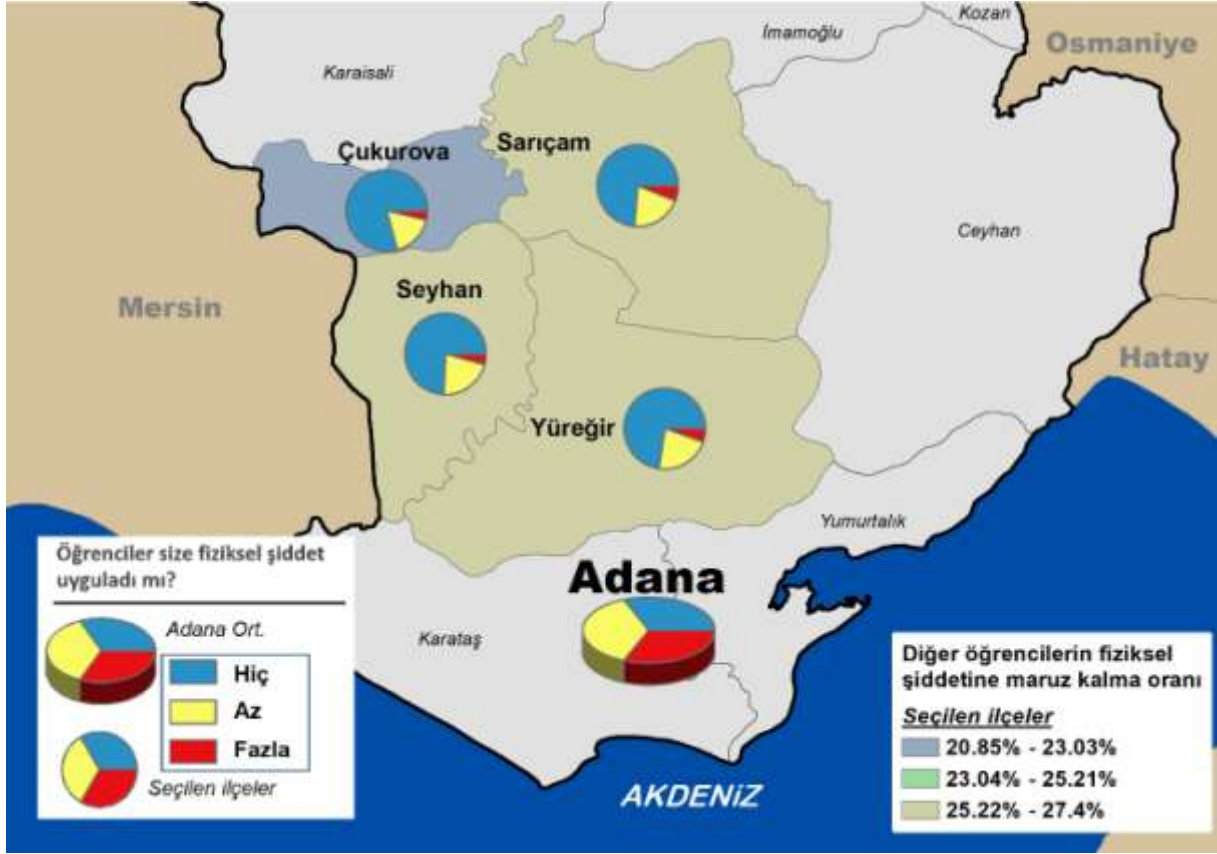 Kozan
İmamoğlu
Osmaniye
Karaisali
Çukurova
Sarıçam
Ceyhan
Seyhan
Mersin
Hatay
Yüreğir
Yumurtalık
Adana
Karataş
AKDENİZ
Öğrenciler size fiziksel şiddet
uyguladı mı?
Adana Ort.
Hiç
Az
Fazla
Seçilen ilçeler
Diğer öğrencilerin fiziksel
şiddetine maruz kalma oranı
Seçilen ilçeler
20.85% - 23.03%
23.04% - 25.21%
25.22% - 27.4%